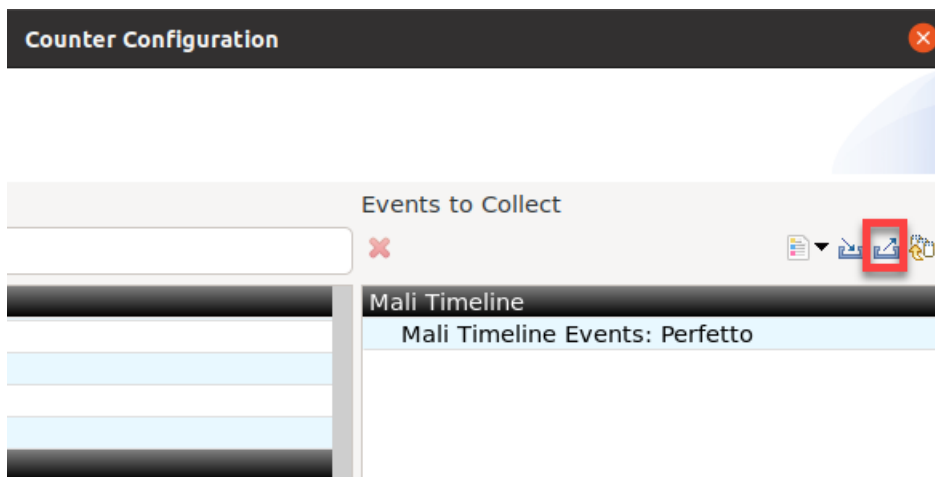 Counter Configuration
Events to Collect
Mali Timeline
Mali Timeline Events: Perfetto